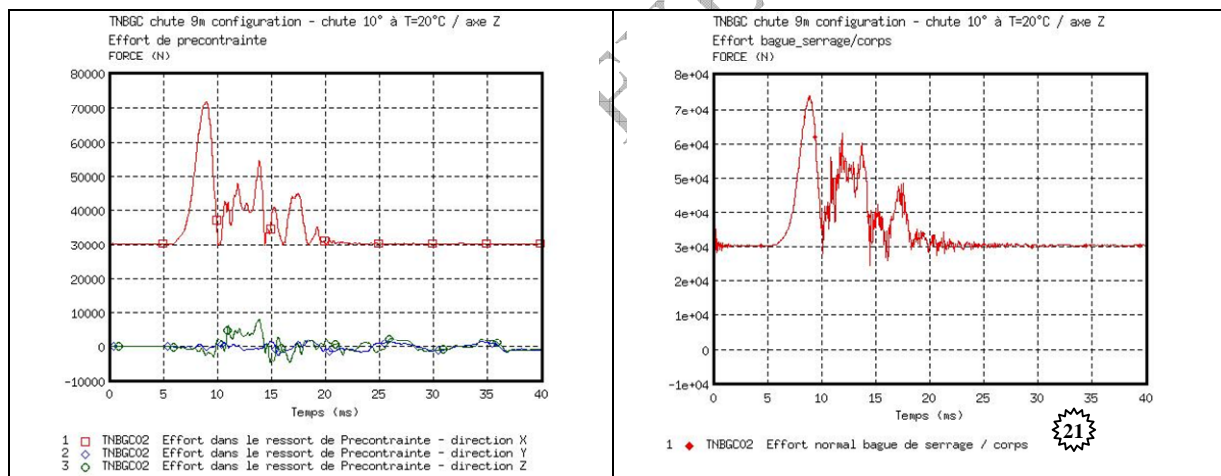 TNBGC chute 9m configuration - chute 10° à T=20°C / axe Z
Effort de precontrainte
FORCE (N)
80000
70000
60000
50000
40000
30000
20000
10000
0
-10000
0 5 10 15 20 25 30 35 40
Temps (ms)
1 TNBGC02 Effort dans le ressort de Precontrainte - direction X
2 TNBGC02 Effort dans le ressort de Precontrainte - direction Y
3 TNBGC02 Effort dans le ressort de Precontrainte - direction Z
TNBGC chute 9m configuration - chute 10° à T=20°C / axe Z
Effort bague_serrage/corps
FORCE (N)
8e+04
7e+04
6e+04
5e+04
4e+04
3e+04
2e+04
1e+04
0
-1e+04
0 5 10 15 20 25 30 35 40
Temps (ms)
1 TNBGC02 Effort normal bague de serrage / corps
21